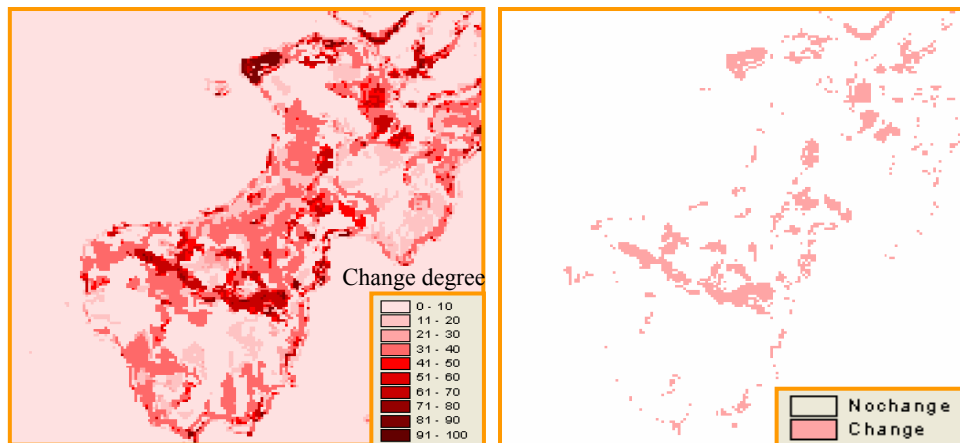 Change degree
0 - 10
11 - 20
21 - 30
31 - 40
41 - 50
51 - 60
61 - 70
71 - 80
81 - 90
91 - 100
Nochange
Change